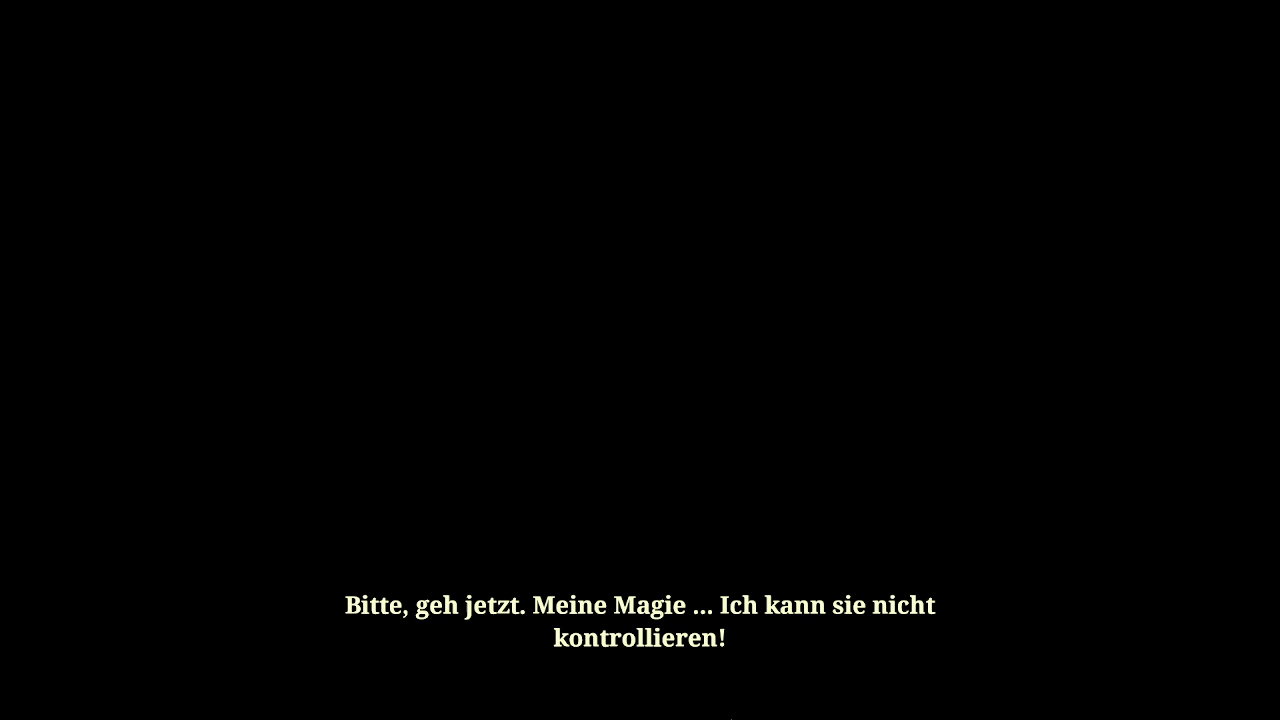 Bitte, geh jetzt. Meine Magie ... Ich kann sie nicht
kontrollieren!